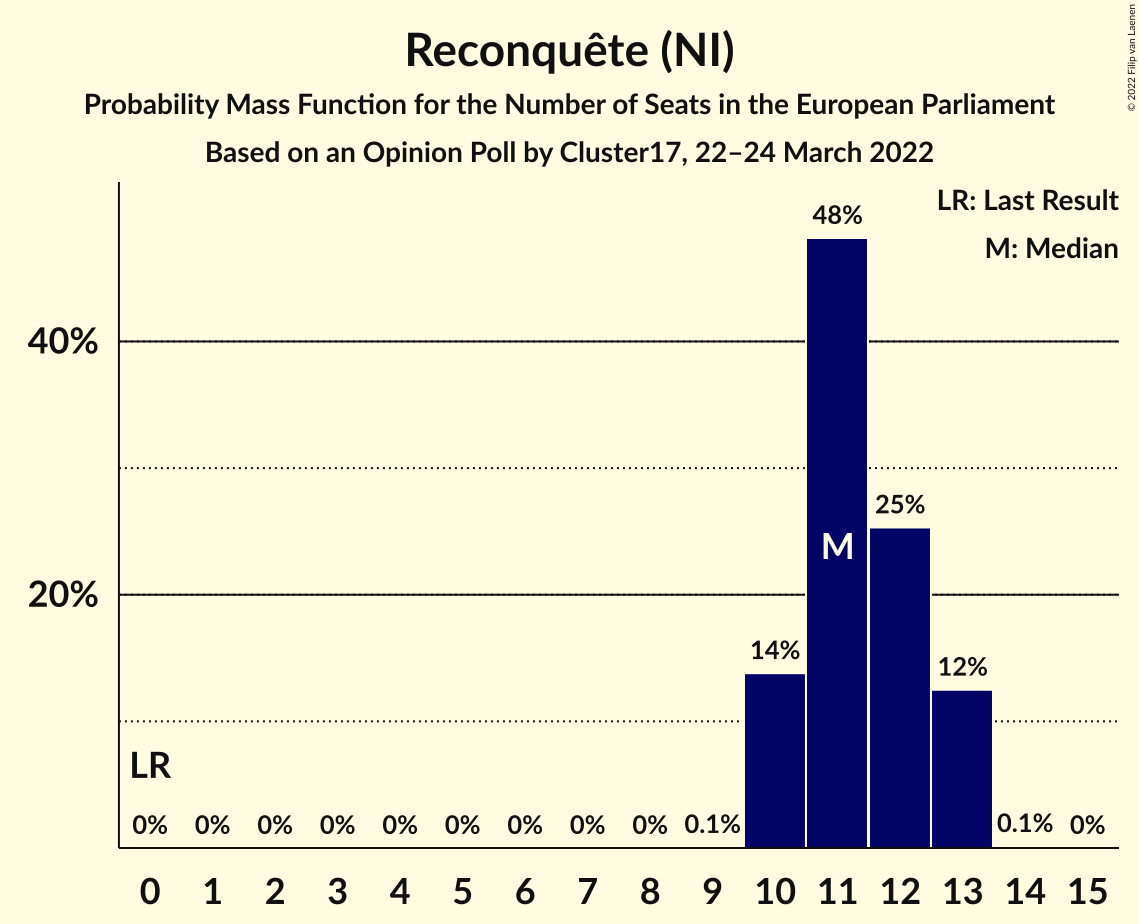 © 2022 Filip van Laenen
Reconquête (NI)
Probability Mass Function for the Number of Seats in the European Parliament
Based on an Opinion Poll by Cluster17, 22–24 March 2022
LR: Last Result
M: Median
48%
40%
25%
M
20%
14%
12%
LR
0% 0% 0% 0% 0% 0% 0% 0% 0% 0.1% 0.1% 0%
0 1 2 3 4 5 6 7 8 9 10 11 12 13 14 15